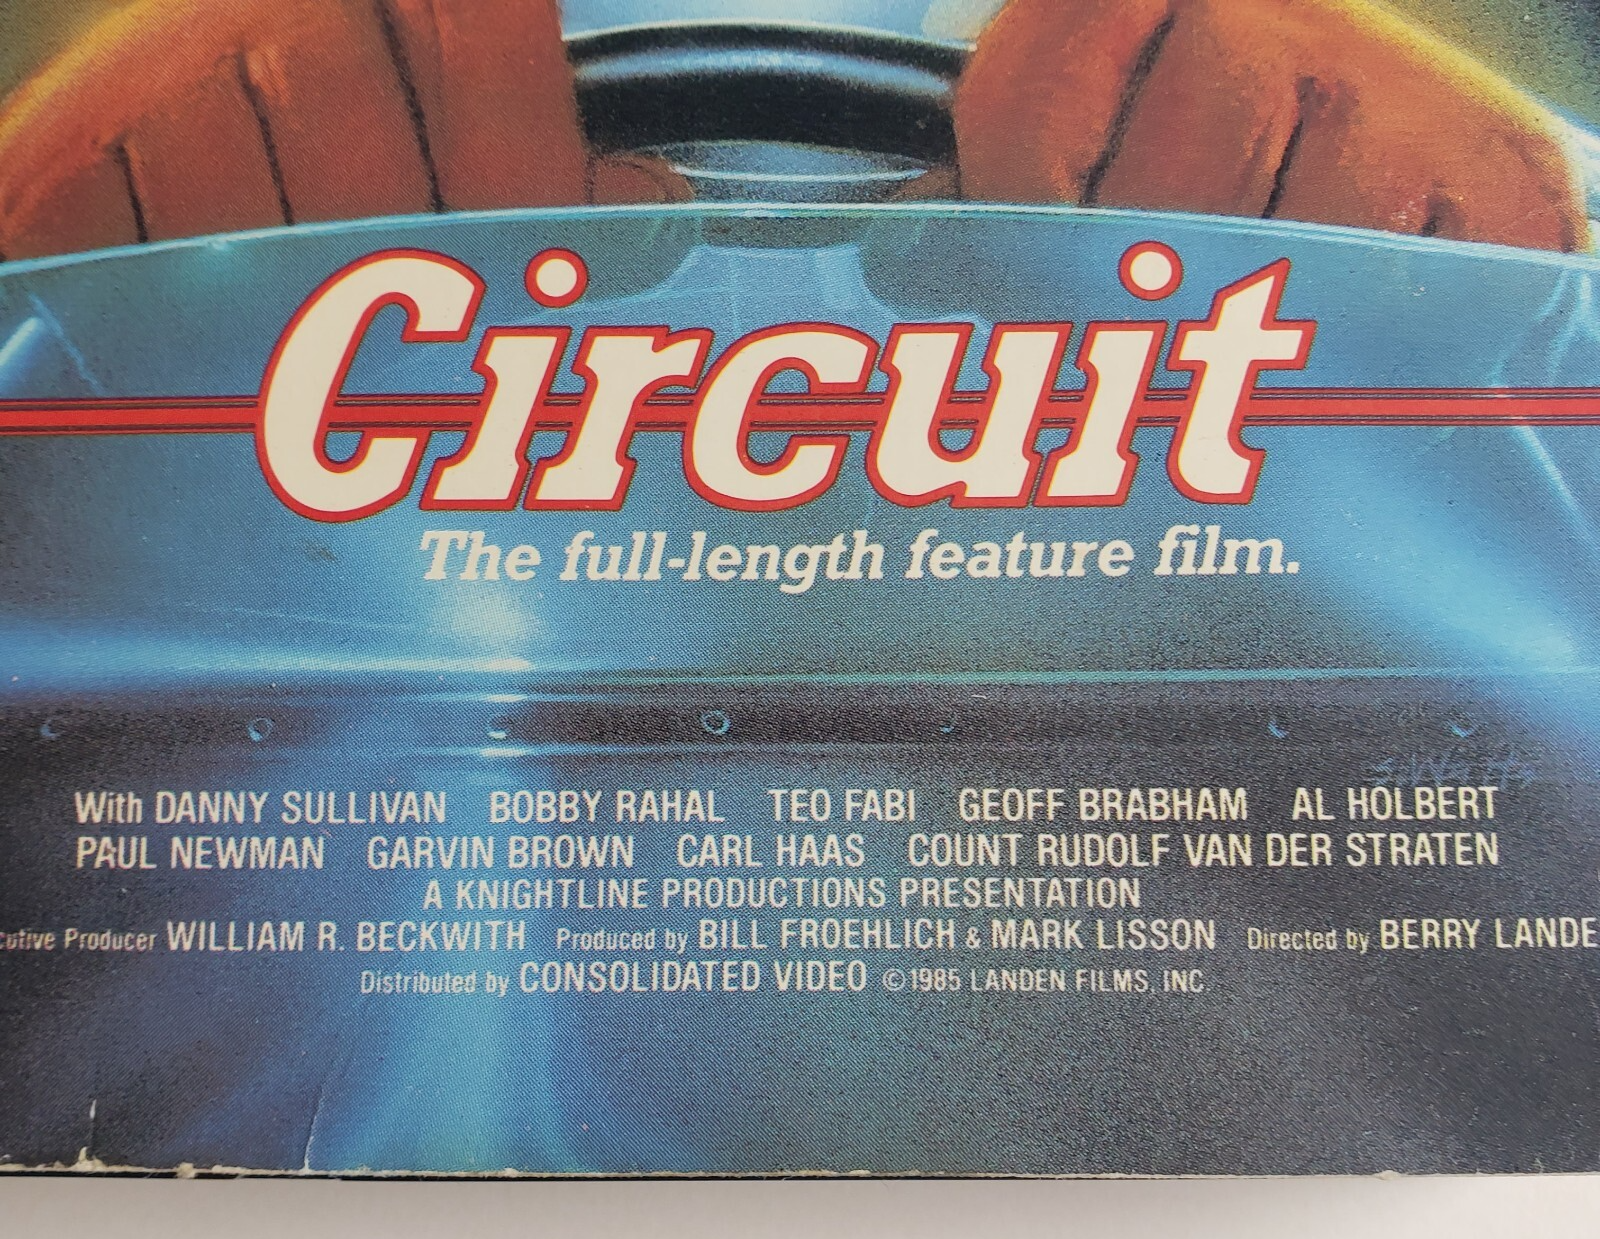 Circuit
The full-length feature film.
With DANNY SULLIVAN BOBBY RAHAL TEO FABI GEOFF BRABHAM AL HOLBERT
PAUL NEWMAN GARVIN BROWN CARL HAAS COUNT RUDOLF VAN DER STRATEN
A KNIGHTLINE PRODUCTIONS PRESENTATION
cutive Producer WILLIAM R. BECKWITH Produced by BILL FROEHLICH & MARK LISSON Directed by BERRY LANDE
Distributed by CONSOLIDATED VIDEO ©1985 LANDEN FILMS, INC.